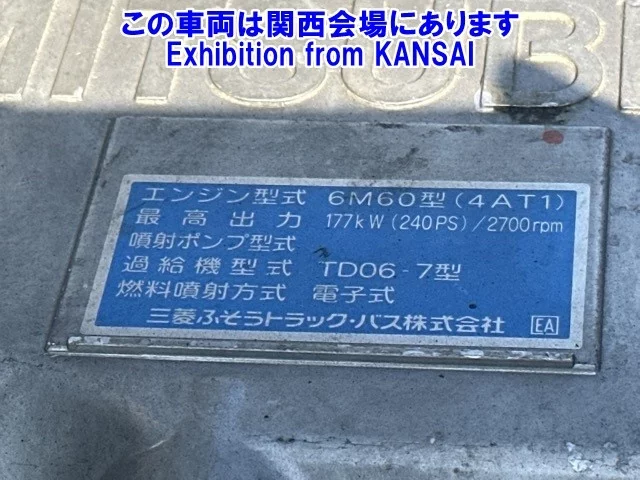 この車両は関西会場にあります
Exhibition from KANSAI
エンジン型式 6M60型 (4AT1)
最高出力 177kW (240PS) / 2700rpm
噴射ポンプ型式
過給機型式 TD06-7型
燃料噴射方式 電子式
三菱ふそうトラック・バス株式会社 EA